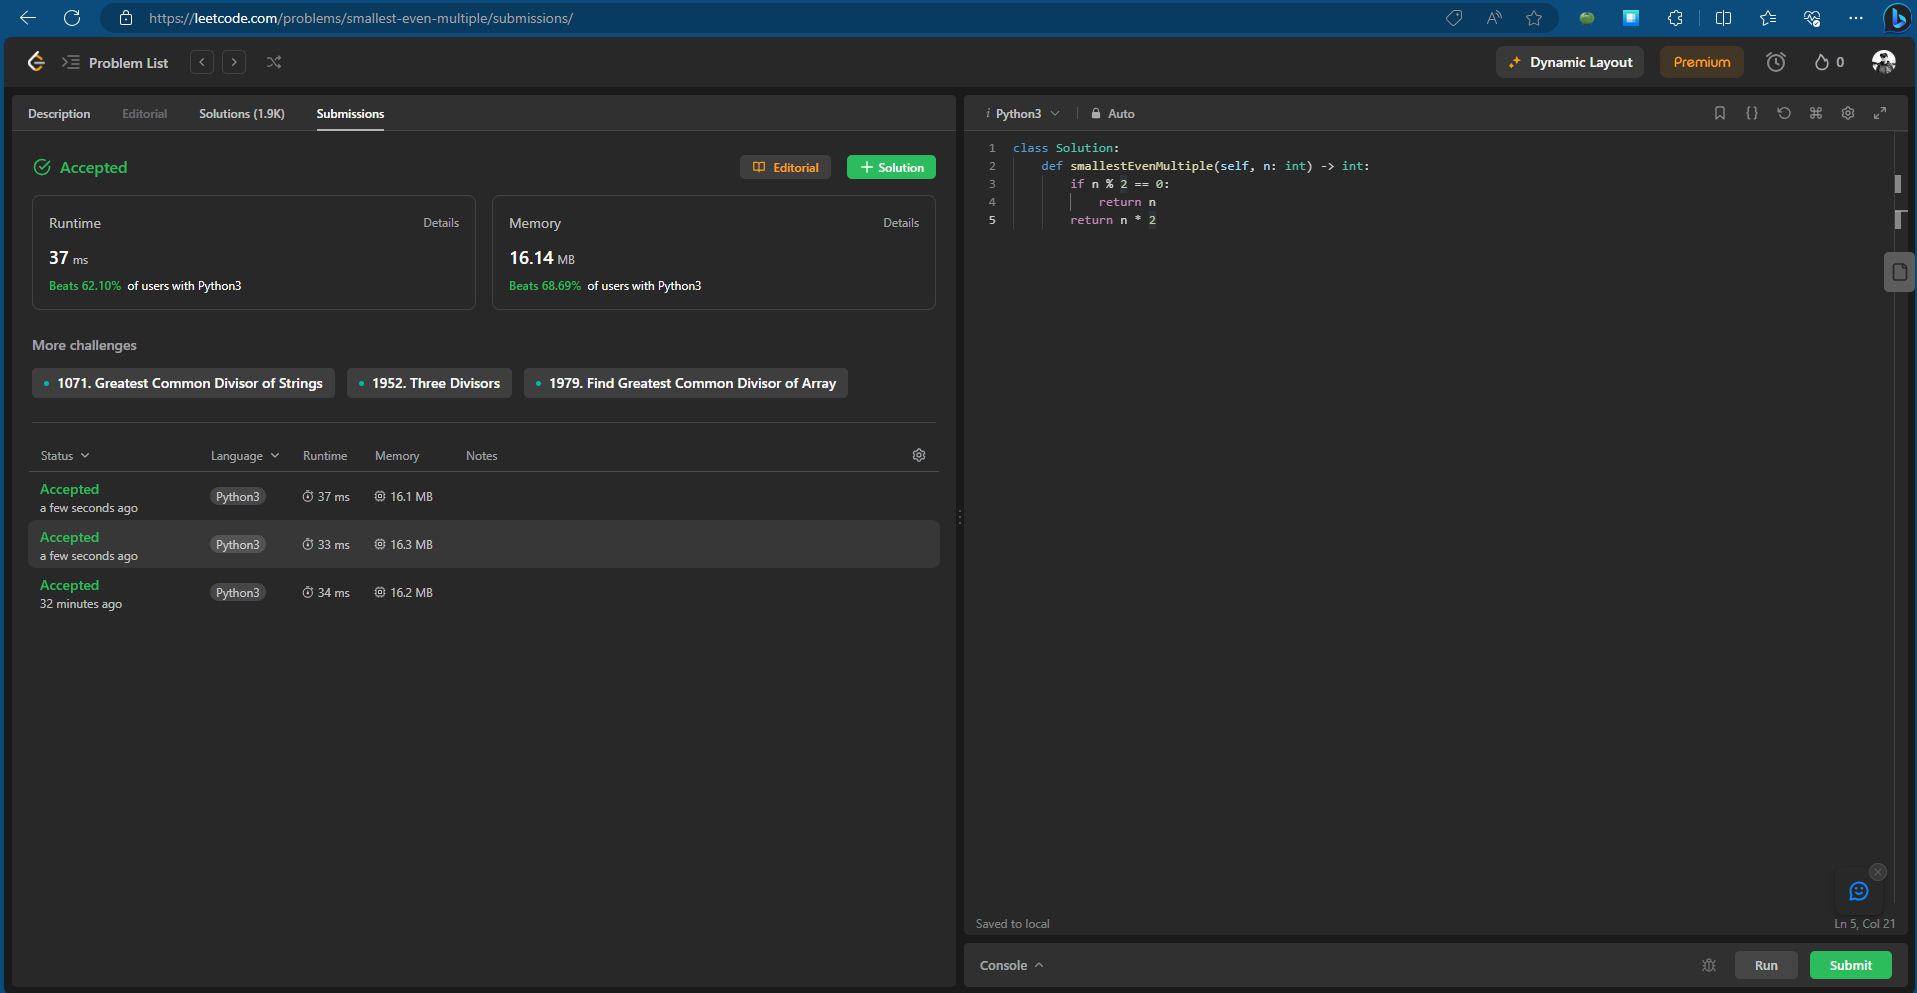 https://leetcode.com/problems/smallest-even-multiple/submissions/
Problem List
Dynamic Layout
Premium
0
Description
Editorial
Solutions (1.9K)
Submissions
Accepted
Editorial
+ Solution
Runtime
Details
37 ms
Beats 62.10% of users with Python3
Memory
Details
16.14 MB
Beats 68.69% of users with Python3
More challenges
1071. Greatest Common Divisor of Strings
1952. Three Divisors
1979. Find Greatest Common Divisor of Array
Status Language Runtime Memory Notes
Accepted
a few seconds ago
Python3
37 ms
16.1 MB
Accepted
a few seconds ago
Python3
33 ms
16.3 MB
Accepted
32 minutes ago
Python3
34 ms
16.2 MB
i Python3
Auto
1 class Solution:
2     def smallestEvenMultiple(self, n: int) -> int:
3         if n % 2 == 0:
4             return n
5         return n * 2
Saved to local
Ln 5, Col 21
Console
Run
Submit